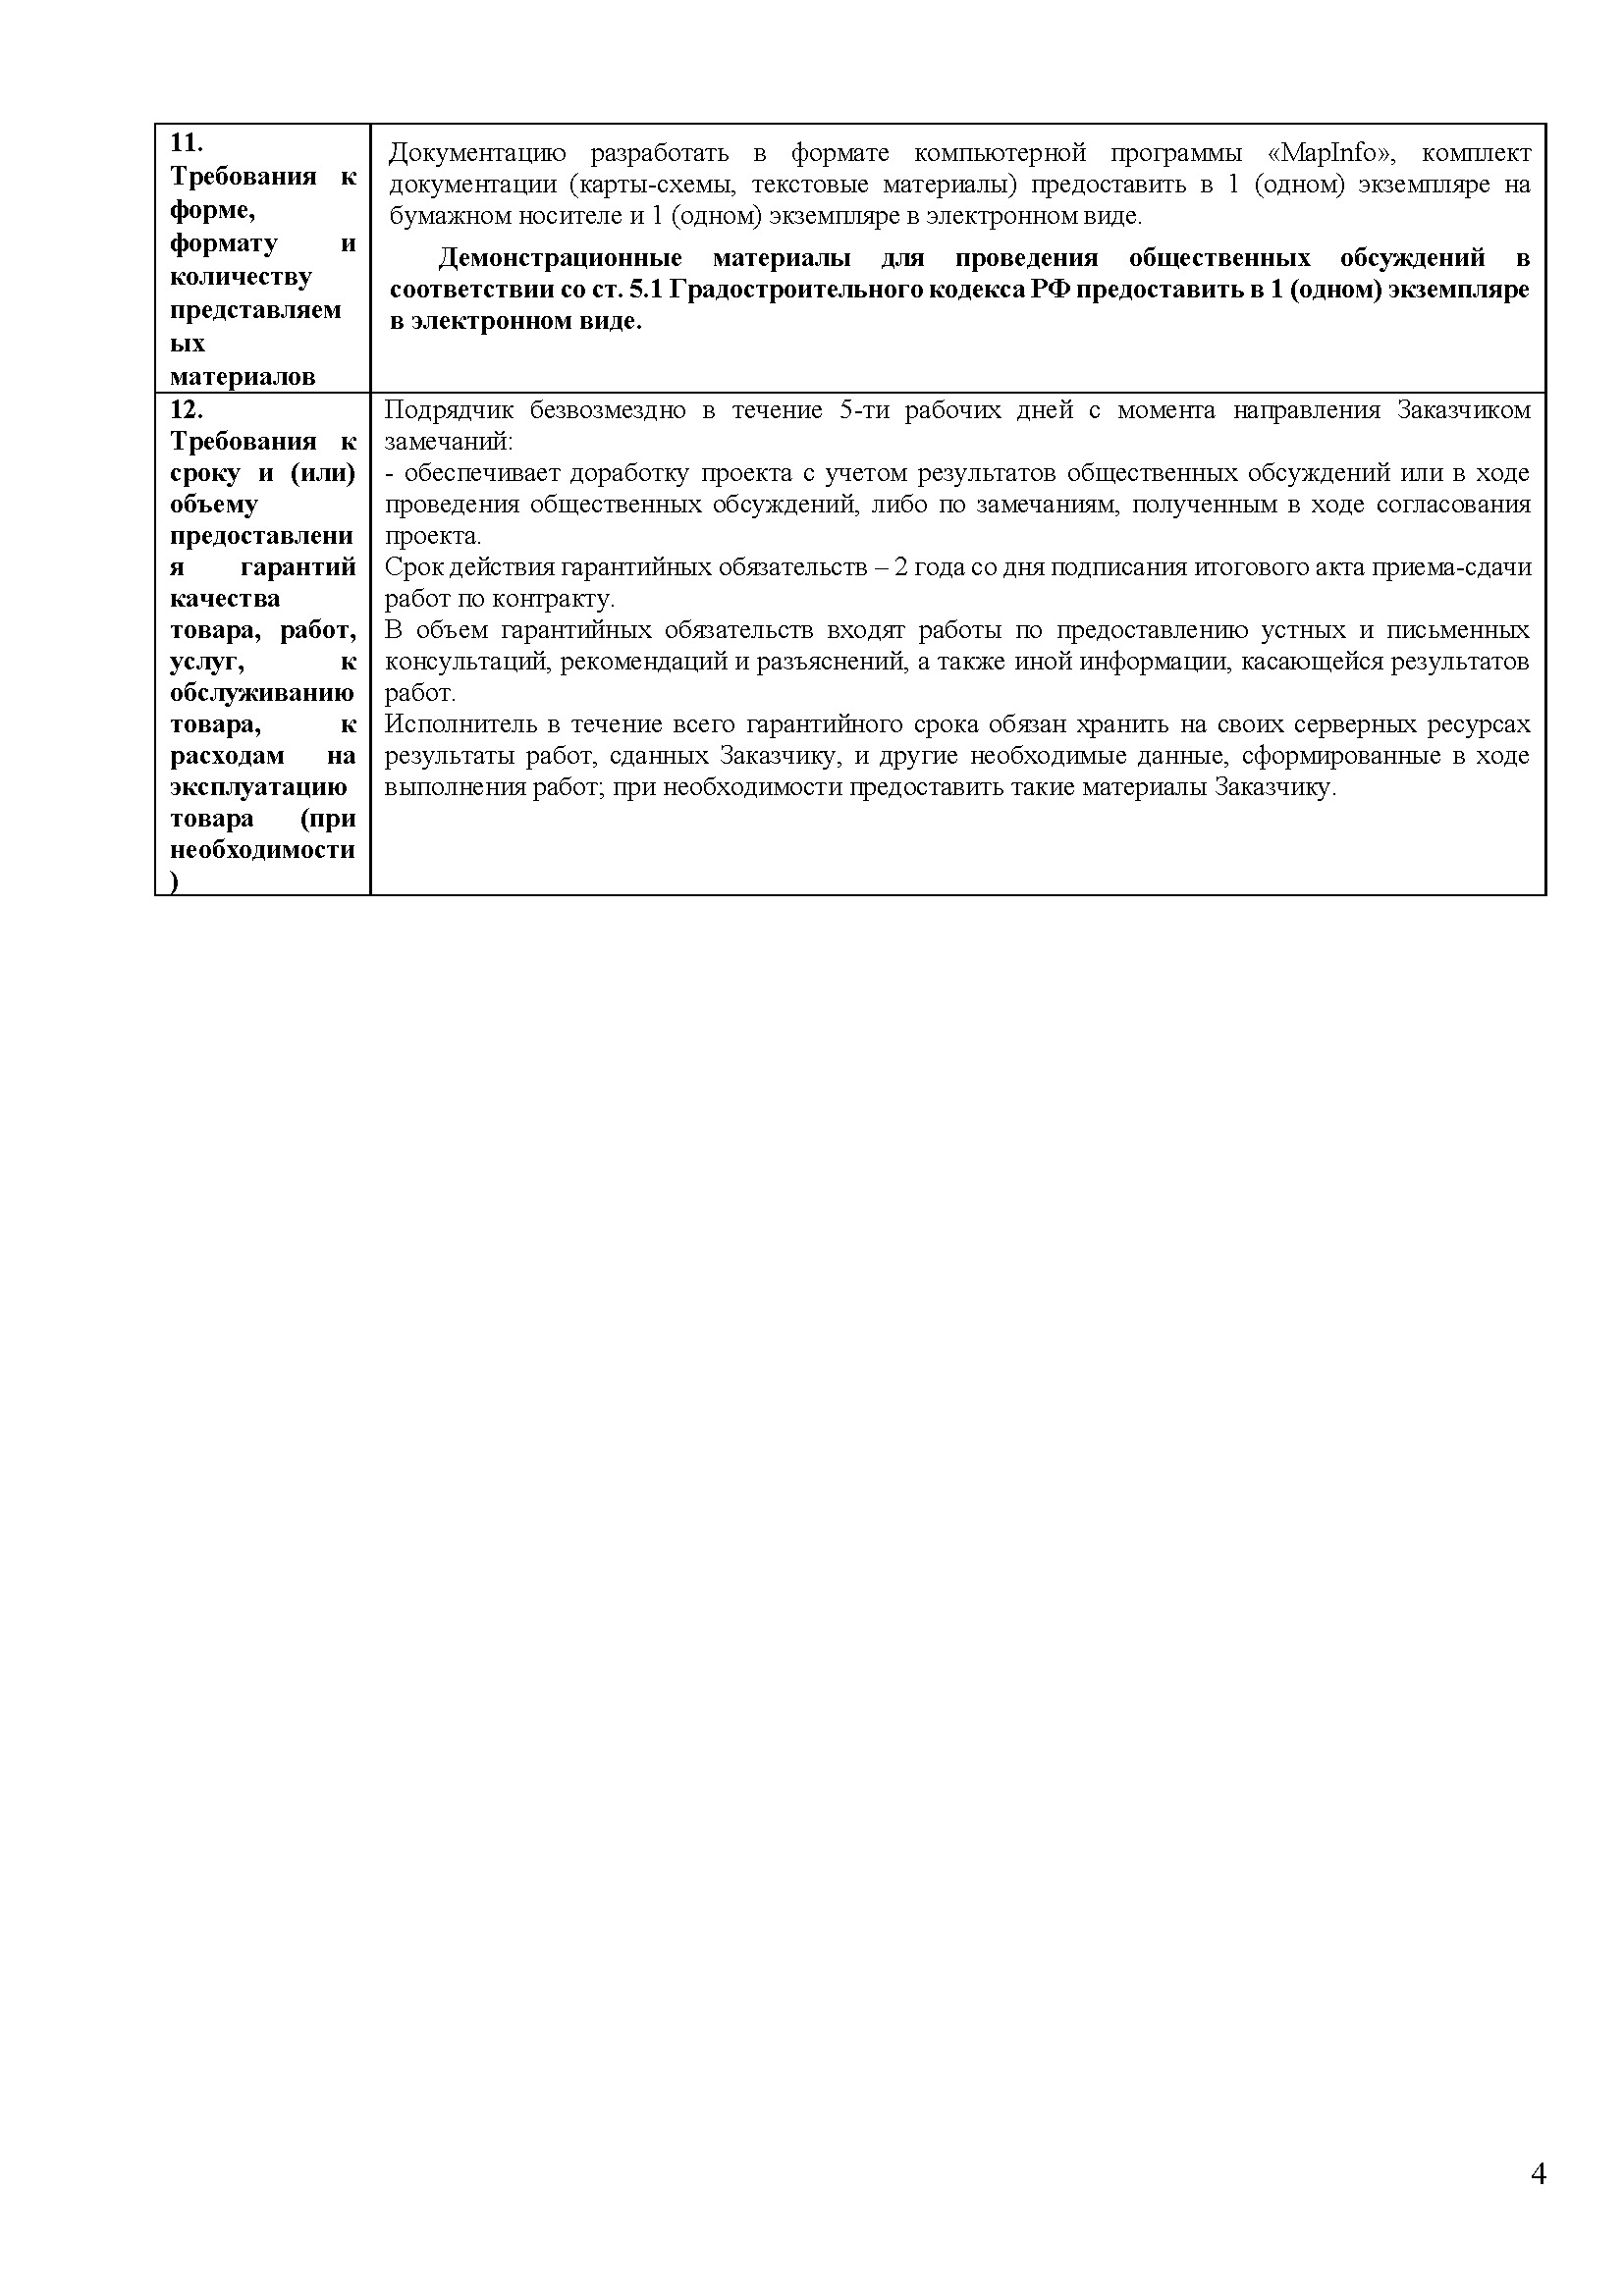 11.
Требования к
форме,
формату и
количеству
представляем
ых
материалов
Документацию разработать в формате компьютерной программы «MapInfo», комплект
документации (карты-схемы, текстовые материалы) предоставить в 1 (одном) экземпляре на
бумажном носителе и 1 (одном) экземпляре в электронном виде.
Демонстрационные материалы для проведения общественных обсуждений в
соответствии со ст. 5.1 Градостроительного кодекса РФ предоставить в 1 (одном) экземпляре
в электронном виде.
12.
Требования к
сроку и (или)
объему
предоставлени
я гарантий
качества
товара, работ,
услуг, к
обслуживанию
товара, к
расходам на
эксплуатацию
товара (при
необходимости
)
Подрядчик безвозмездно в течение 5-ти рабочих дней с момента направления Заказчиком
замечаний:
- обеспечивает доработку проекта с учетом результатов общественных обсуждений или в ходе
проведения общественных обсуждений, либо по замечаниям, полученным в ходе согласования
проекта.
Срок действия гарантийных обязательств – 2 года со дня подписания итогового акта приема-сдачи
работ по контракту.
В объем гарантийных обязательств входят работы по предоставлению устных и письменных
консультаций, рекомендаций и разъяснений, а также иной информации, касающейся результатов
работ.
Исполнитель в течение всего гарантийного срока обязан хранить на своих серверных ресурсах
результаты работ, сданных Заказчику, и другие необходимые данные, сформированные в ходе
выполнения работ; при необходимости предоставить такие материалы Заказчику.
4